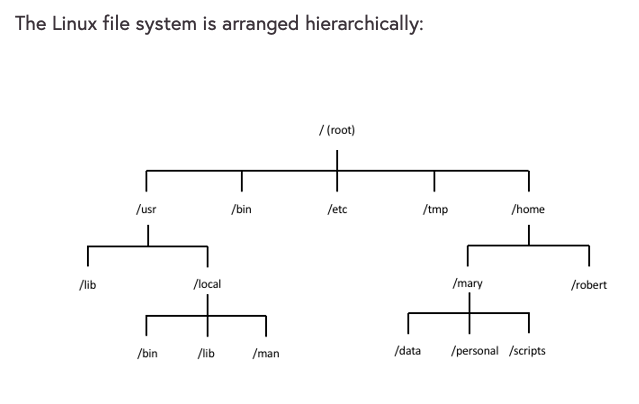 The Linux file system is arranged hierarchically:
/ (root)
/usr /bin /etc /tmp /home
/lib /local /mary /robert
/bin /lib /man /data /personal /scripts